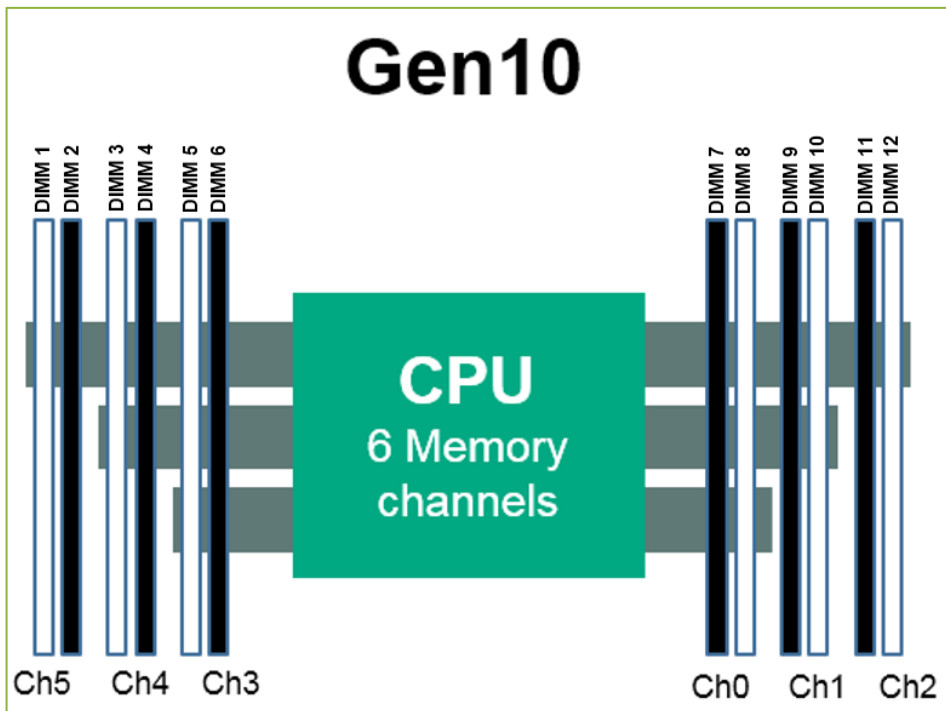 Gen10
DIMM 1
DIMM 2
DIMM 3
DIMM 4
DIMM 5
DIMM 6
DIMM 7
DIMM 8
DIMM 9
DIMM 10
DIMM 11
DIMM 12
CPU
6 Memory
channels
Ch5
Ch4
Ch3
Ch0
Ch1
Ch2